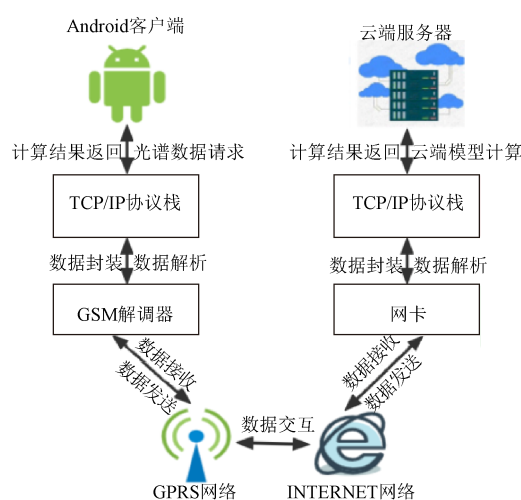 Android客户端
云端服务器
计算结果返回
光谱数据请求
计算结果返回
云端模型计算
TCP/IP协议栈
TCP/IP协议栈
数据封装
数据解析
数据封装
数据解析
GSM解调器
网卡
数据接收
数据发送
数据接收
数据发送
数据交互
GPRS网络
INTERNET网络